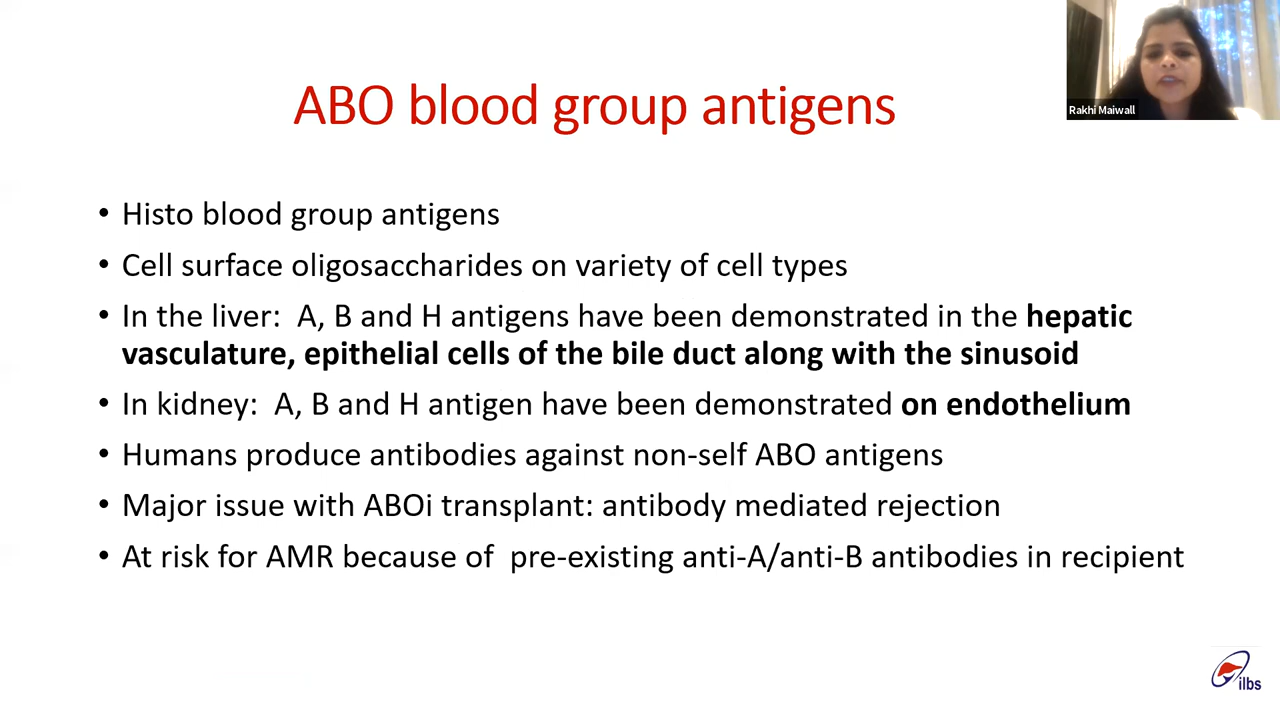 Rakhi Maiwall
ABO blood group antigens
• Histo blood group antigens
• Cell surface oligosaccharides on variety of cell types
• In the liver:  A, B and H antigens have been demonstrated in the hepatic
vasculature, epithelial cells of the bile duct along with the sinusoid
• In kidney:  A, B and H antigen have been demonstrated on endothelium
• Humans produce antibodies against non-self ABO antigens
• Major issue with ABOi transplant: antibody mediated rejection
• At risk for AMR because of  pre-existing anti-A/anti-B antibodies in recipient
ilbs